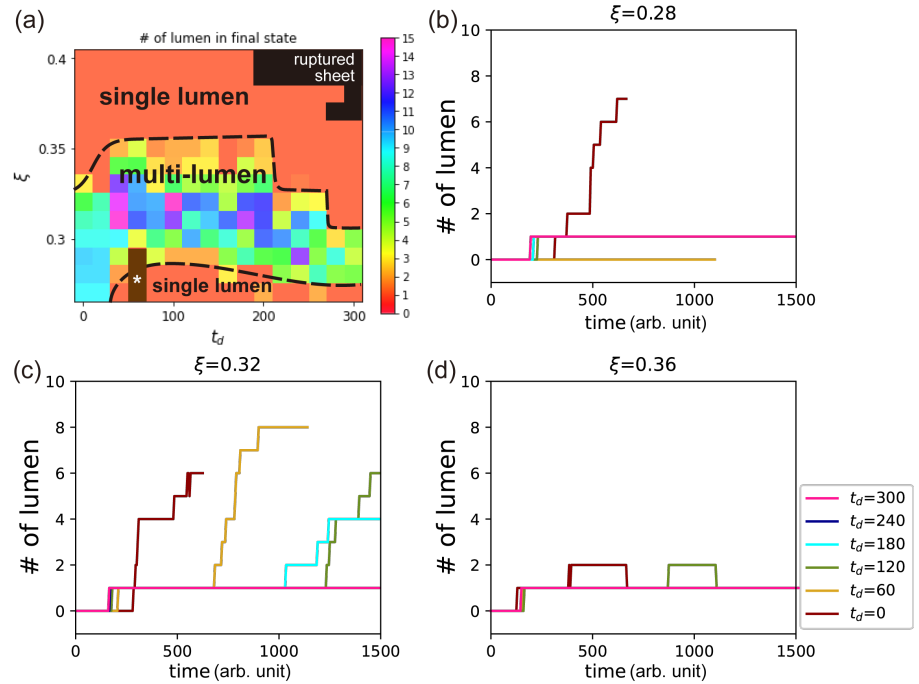 (a)
# of lumen in final state
0.4
0.35
0.3
ξ
ruptured
sheet
single lumen
multi-lumen
*
single lumen
0
100
200
300
t_d
15
14
13
12
11
10
9
8
7
6
5
4
3
2
1
0
(b)
ξ=0.28
# of lumen
10
8
6
4
2
0
0
500
1000
1500
time (arb. unit)
(c)
ξ=0.32
# of lumen
10
8
6
4
2
0
0
500
1000
1500
time (arb. unit)
(d)
ξ=0.36
# of lumen
10
8
6
4
2
0
0
500
1000
1500
time (arb. unit)
t_d=300
t_d=240
t_d=180
t_d=120
t_d=60
t_d=0